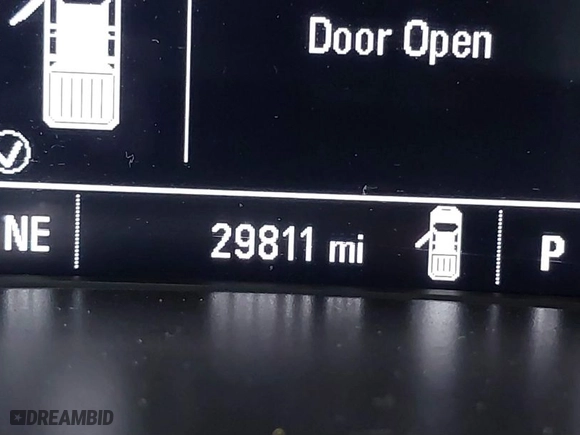 Door Open
NE
29811 mi
P
DREAMBID